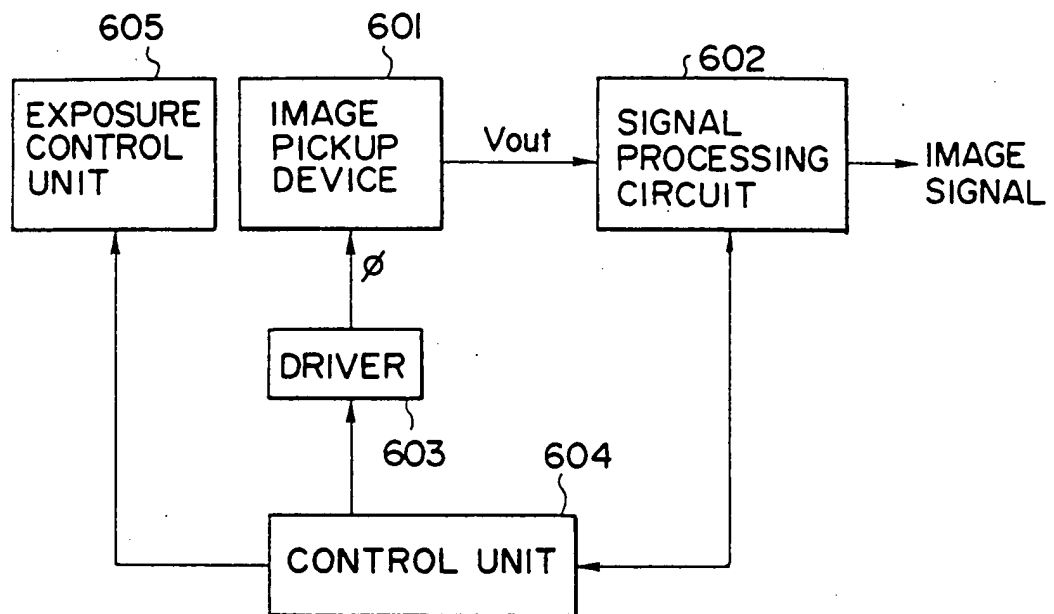 605
601
602
EXPOSURE
CONTROL
UNIT
IMAGE
PICKUP
DEVICE
Vout
SIGNAL
PROCESSING
CIRCUIT
IMAGE
SIGNAL
ø
DRIVER
603
604
CONTROL UNIT